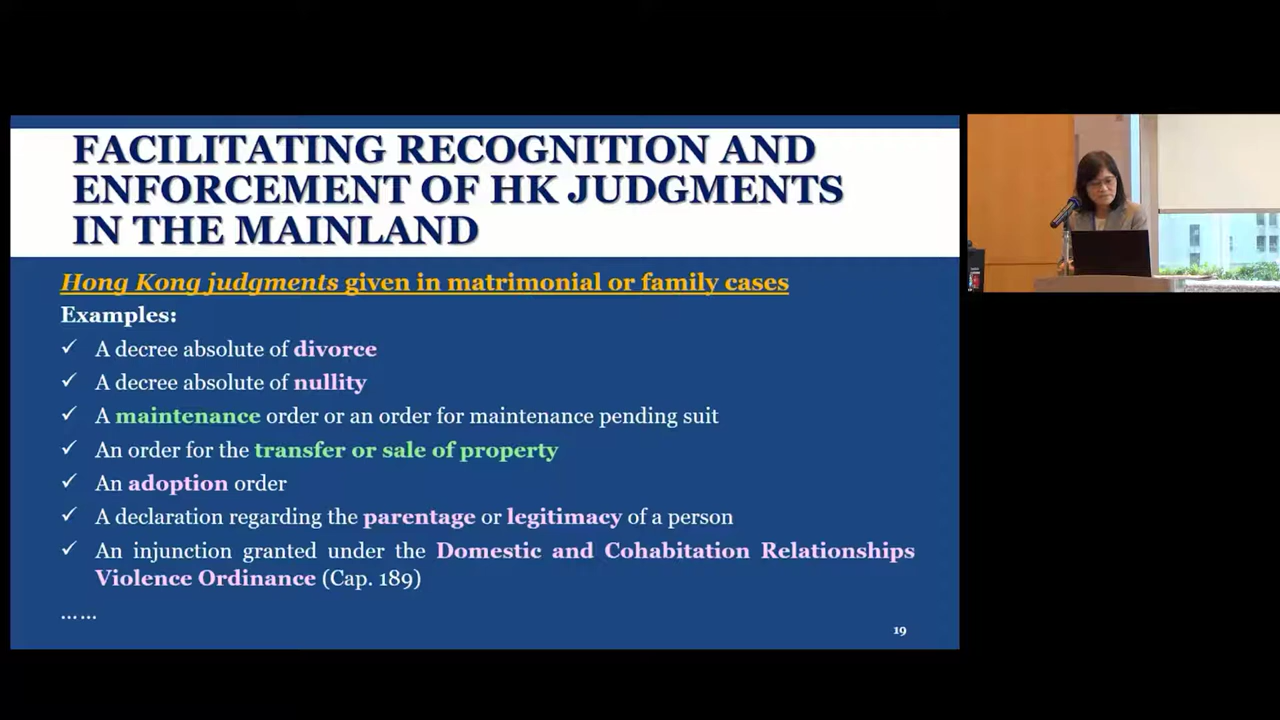 FACILITATING RECOGNITION AND
ENFORCEMENT OF HK JUDGMENTS
IN THE MAINLAND
Hong Kong judgments given in matrimonial or family cases
Examples:
✓ A decree absolute of divorce
✓ A decree absolute of nullity
✓ A maintenance order or an order for maintenance pending suit
✓ An order for the transfer or sale of property
✓ An adoption order
✓ A declaration regarding the parentage or legitimacy of a person
✓ An injunction granted under the Domestic and Cohabitation Relationships
Violence Ordinance (Cap. 189)
……
19